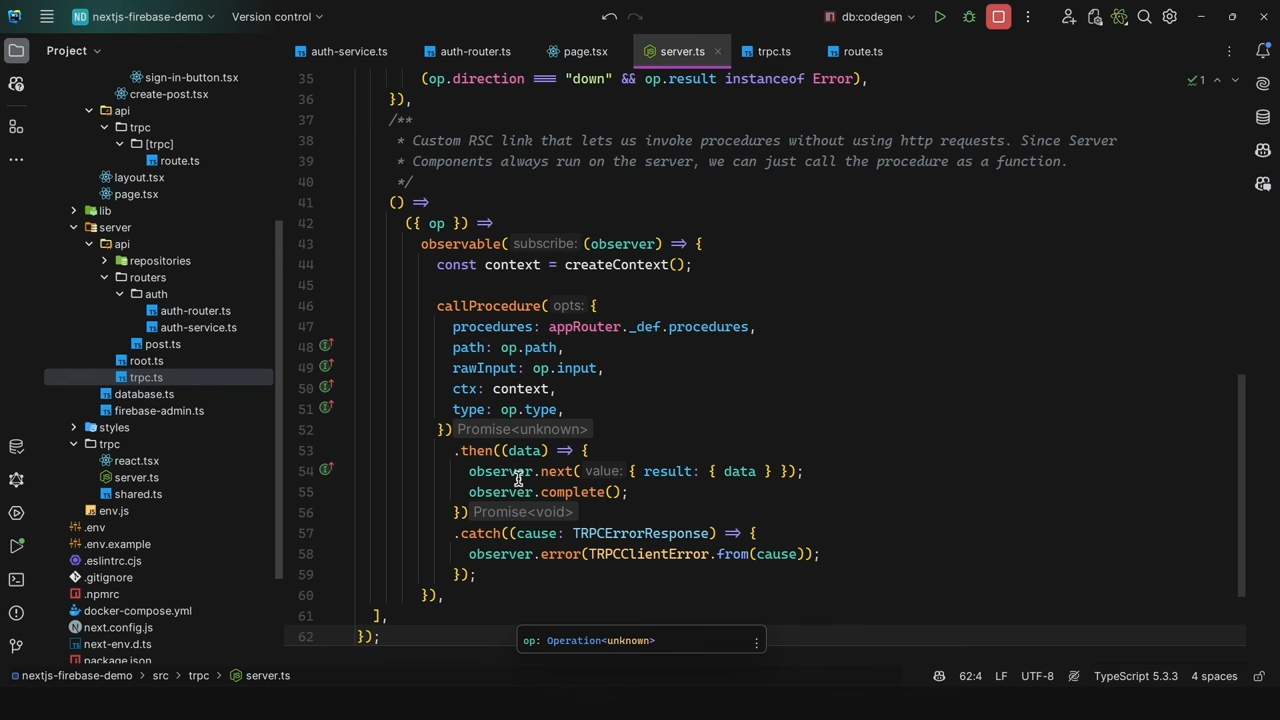 ND nextjs-firebase-demo Version control db:codegen
Project
auth-service.ts auth-router.ts page.tsx server.ts trpc.ts route.ts
sign-in-button.tsx
create-post.tsx
api
trpc
[trpc]
route.ts
layout.tsx
page.tsx
lib
server
api
repositories
routers
auth
auth-router.ts
auth-service.ts
post.ts
root.ts
trpc.ts
database.ts
firebase-admin.ts
styles
trpc
react.tsx
server.ts
shared.ts
env.js
.env
.env.example
.eslintrc.cjs
.gitignore
.npmrc
docker-compose.yml
next.config.js
next-env.d.ts
package.json
1
35 (op.direction === "down" && op.result instanceof Error),
36 }),
37 /**
38 * Custom RSC link that lets us invoke procedures without using http requests. Since Server
39 * Components always run on the server, we can just call the procedure as a function.
40 */
41 () =>
42 ({ op }) =>
43 observable( subscribe: (observer) => {
44 const context = createContext();
45
46 callProcedure( opts: {
47 procedures: appRouter._def.procedures,
48 path: op.path,
49 rawInput: op.input,
50 ctx: context,
51 type: op.type,
52 }) Promise<unknown>
53 .then((data) => {
54 observer.next( value: { result: { data } });
55 observer.complete();
56 }) Promise<void>
57 .catch((cause: TRPCErrorResponse) => {
58 observer.error(TRPCClientError.from(cause));
59 });
60 }),
61 ],
62 });
op: Operation<unknown>
nextjs-firebase-demo > src > trpc > server.ts 62:4 LF UTF-8 TypeScript 5.3.3 4 spaces